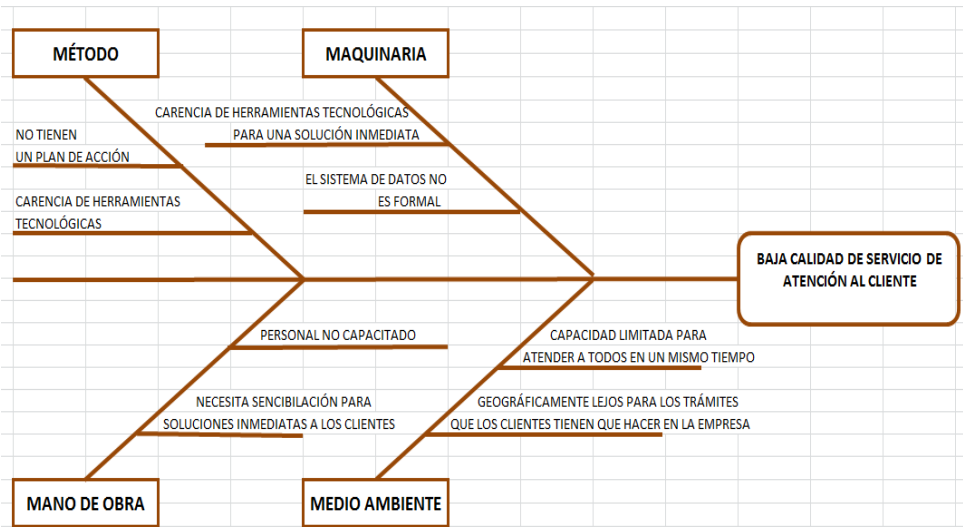 MÉTODO
MAQUINARIA
CARENCIA DE HERRAMIENTAS TECNOLÓGICAS
PARA UNA SOLUCIÓN INMEDIATA
NO TIENEN
UN PLAN DE ACCIÓN
EL SISTEMA DE DATOS NO
ES FORMAL
CARENCIA DE HERRAMIENTAS
TECNOLÓGICAS
BAJA CALIDAD DE SERVICIO DE
ATENCIÓN AL CLIENTE
PERSONAL NO CAPACITADO
CAPACIDAD LIMITADA PARA
ATENDER A TODOS EN UN MISMO TIEMPO
NECESITA SENCIBILACIÓN PARA
SOLUCIONES INMEDIATAS A LOS CLIENTES
GEOGRÁFICAMENTE LEJOS PARA LOS TRÁMITES
QUE LOS CLIENTES TIENEN QUE HACER EN LA EMPRESA
MANO DE OBRA
MEDIO AMBIENTE